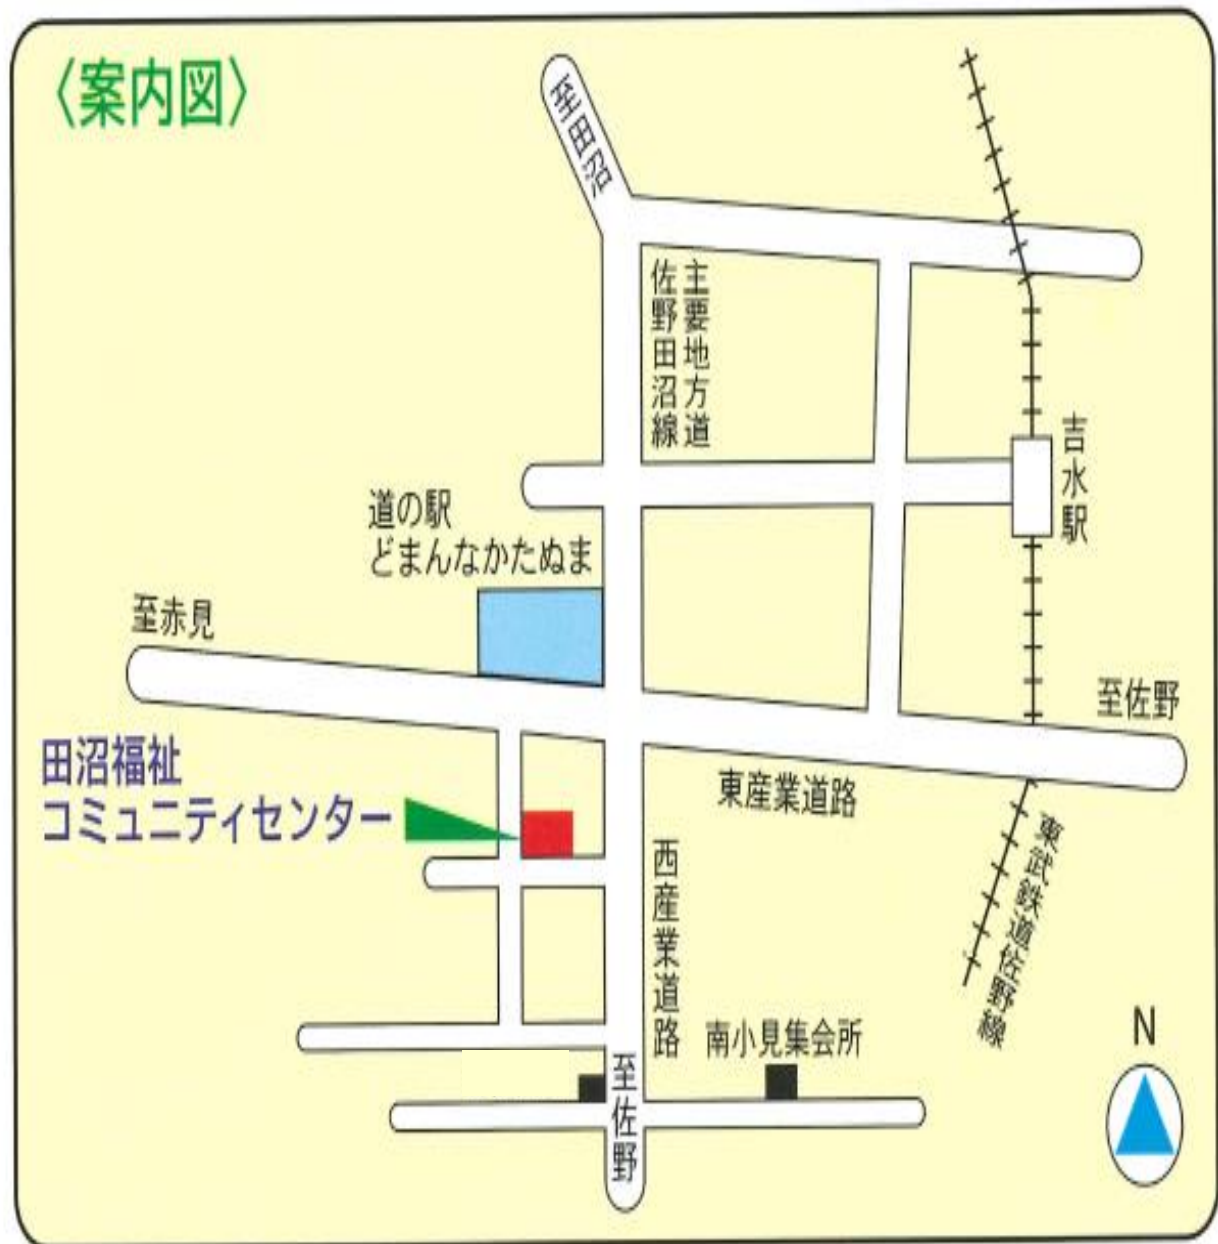 〈案内図〉
至田沼
主要地方道
佐野田沼線
吉水駅
道の駅
どまんなかたぬま
至赤見
至佐野
田沼福祉
コミュニティセンター
東産業道路
西産業道路
東武鉄道佐野線
南小見集会所
至佐野
N